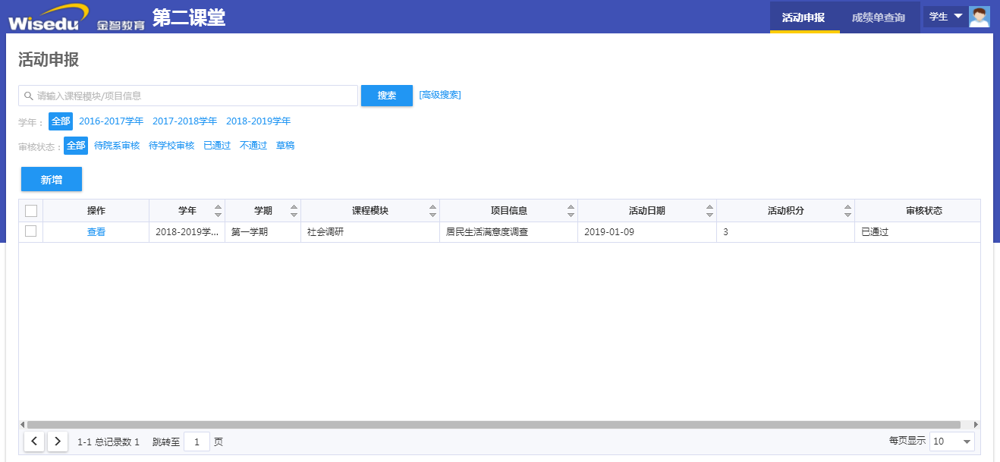 Wisedu 金智教育 第二课堂 活动申报 成绩单查询 学生
活动申报
请输入课程模块/项目信息 搜索 [高级搜索]
学年： 全部 2016-2017学年 2017-2018学年 2018-2019学年
审核状态： 全部 待院系审核 待学校审核 已通过 不通过 草稿
新增
操作 学年 学期 课程模块 项目信息 活动日期 活动积分 审核状态
查看 2018-2019学... 第一学期 社会调研 居民生活满意度调查 2019-01-09 3 已通过
1-1 总记录数 1 跳转至 1 页 每页显示 10